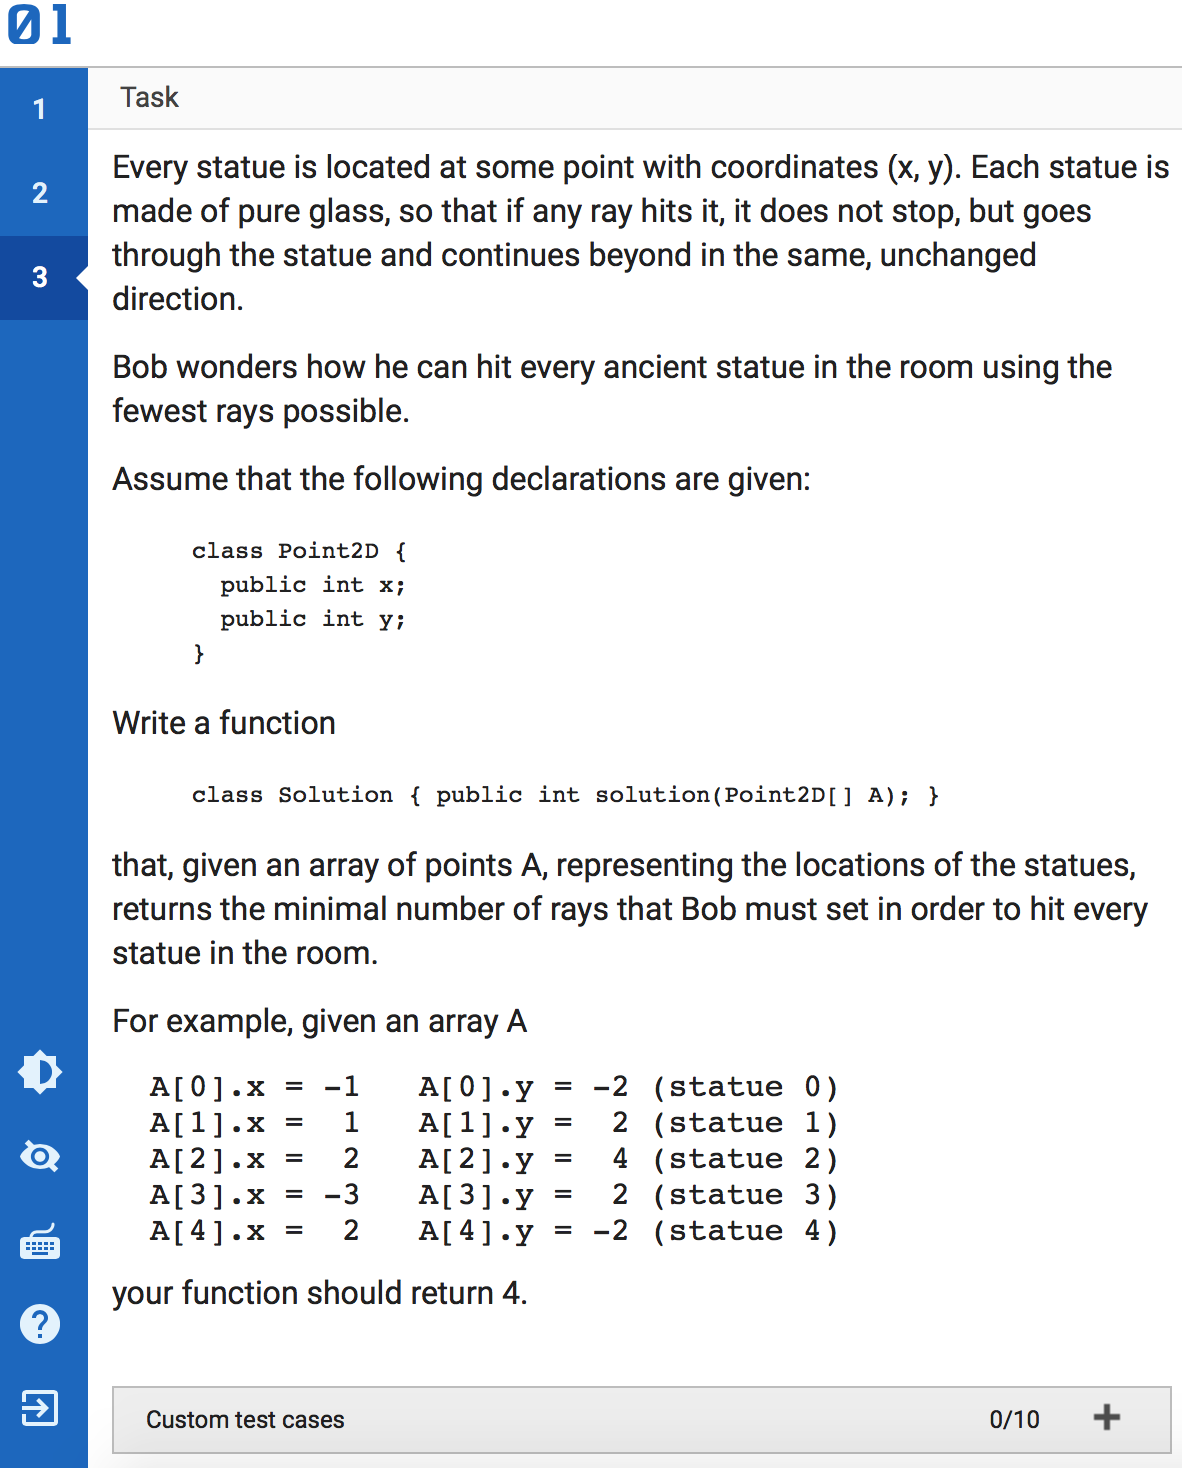 01
Task
1
2
3
Every statue is located at some point with coordinates (x, y). Each statue is
made of pure glass, so that if any ray hits it, it does not stop, but goes
through the statue and continues beyond in the same, unchanged
direction.
Bob wonders how he can hit every ancient statue in the room using the
fewest rays possible.
Assume that the following declarations are given:
class Point2D {
public int x;
public int y;
}
Write a function
class Solution { public int solution(Point2D[] A); }
that, given an array of points A, representing the locations of the statues,
returns the minimal number of rays that Bob must set in order to hit every
statue in the room.
For example, given an array A
A[0].x = -1 A[0].y = -2 (statue 0)
A[1].x = 1 A[1].y = 2 (statue 1)
A[2].x = 2 A[2].y = 4 (statue 2)
A[3].x = -3 A[3].y = 2 (statue 3)
A[4].x = 2 A[4].y = -2 (statue 4)
your function should return 4.
Custom test cases 0/10 +